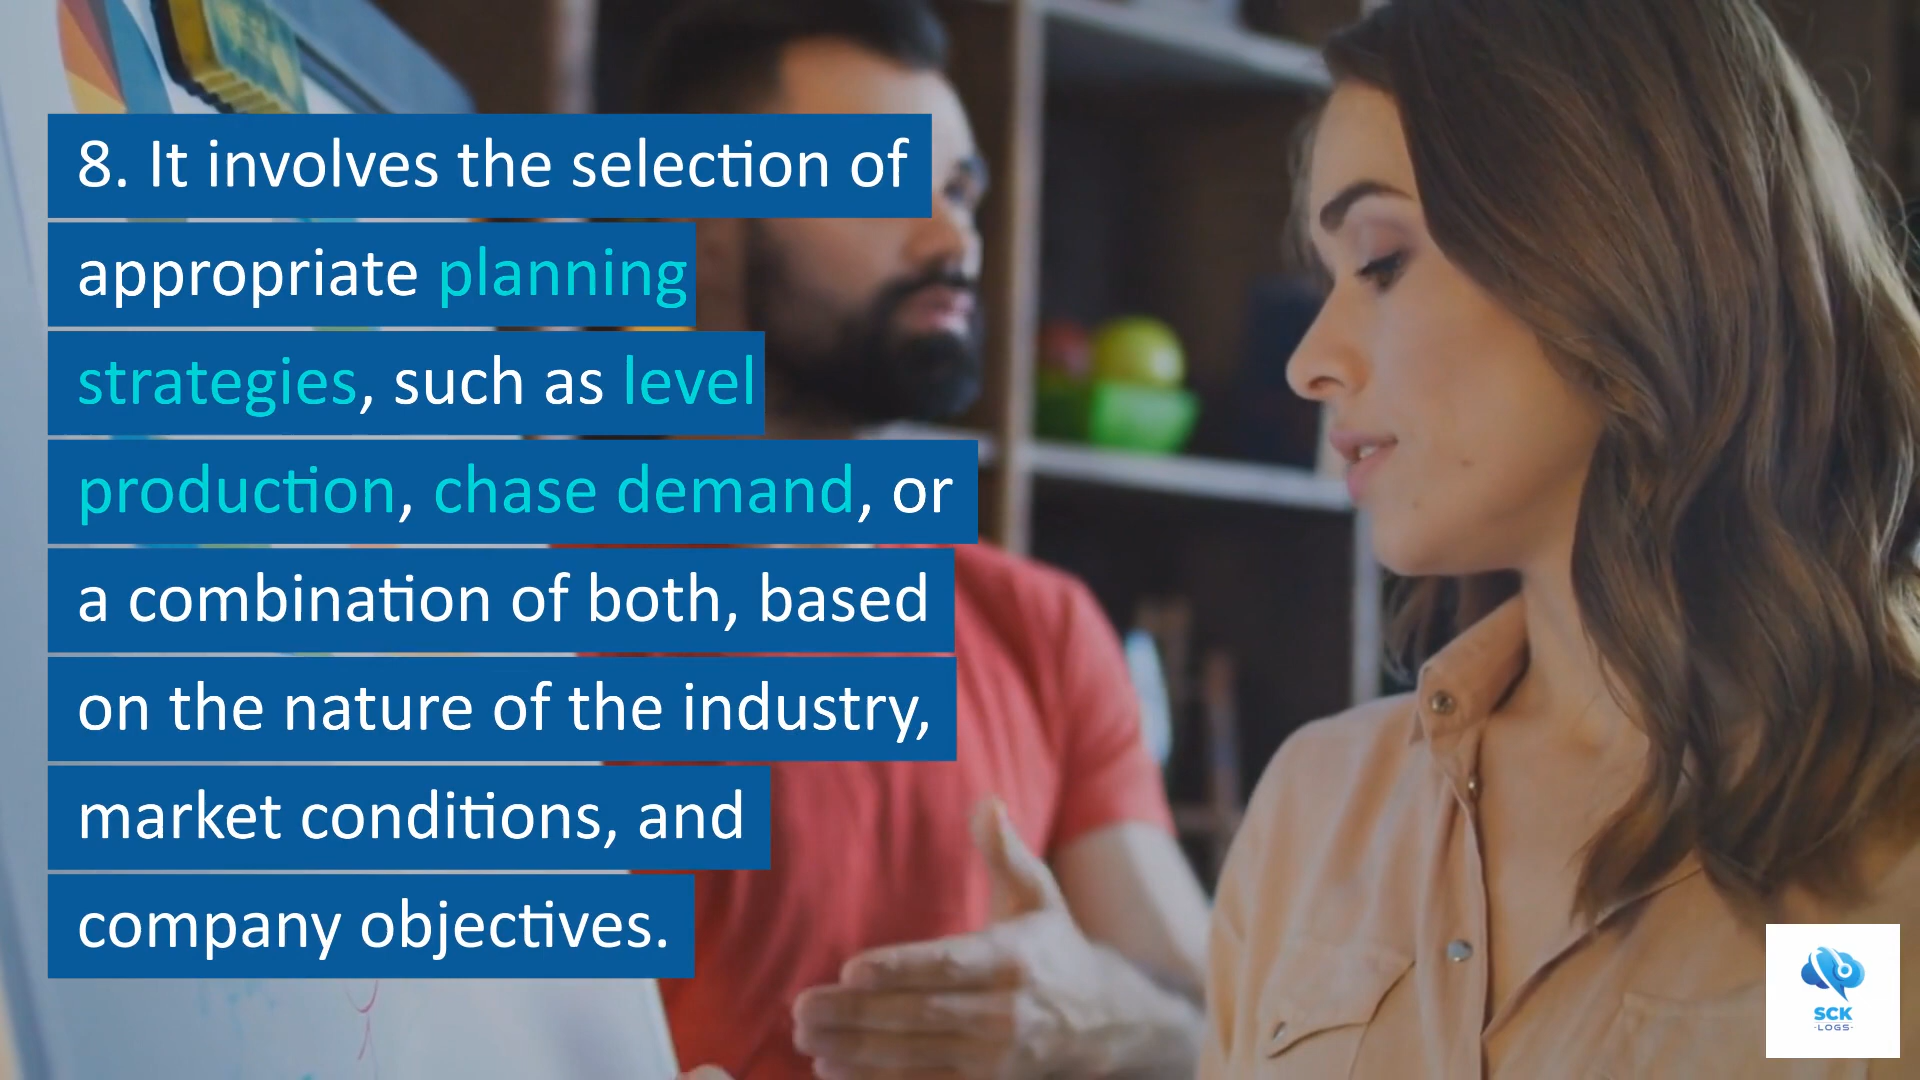 8. It involves the selection of
appropriate planning
strategies, such as level
production, chase demand, or
a combination of both, based
on the nature of the industry,
market conditions, and
company objectives.
SCK
-LOGS-